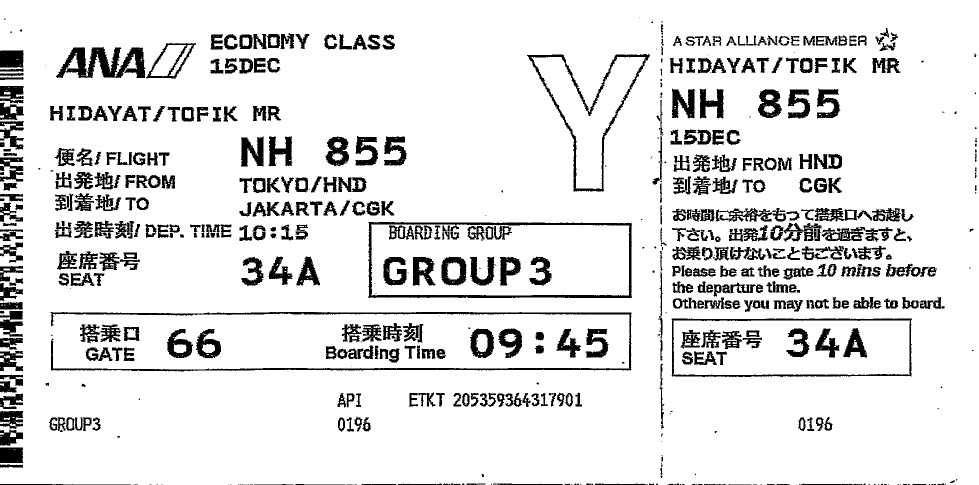 ANA
ECONOMY CLASS
15DEC
Y
HIDAYAT/TOFIK MR
便名/ FLIGHT NH 855
出発地/ FROM TOKYO/HND
到着地/ TO JAKARTA/CGK
出発時刻/ DEP. TIME 10:15
座席番号
SEAT 34A
BOARDING GROUP
GROUP3
搭乗口
GATE 66
搭乗時刻
Boarding Time 09:45
API ETKT 205359364317901
GROUP3 0196
A STAR ALLIANCE MEMBER
HIDAYAT/TOFIK MR
NH 855
15DEC
出発地/ FROM HND
到着地/ TO CGK
お時間に余裕をもって搭乗口へお越し
下さい。出発10分前を過ぎますと、
お乗り頂けないこともございます。
Please be at the gate 10 mins before
the departure time.
Otherwise you may not be able to board.
座席番号
SEAT 34A
0196